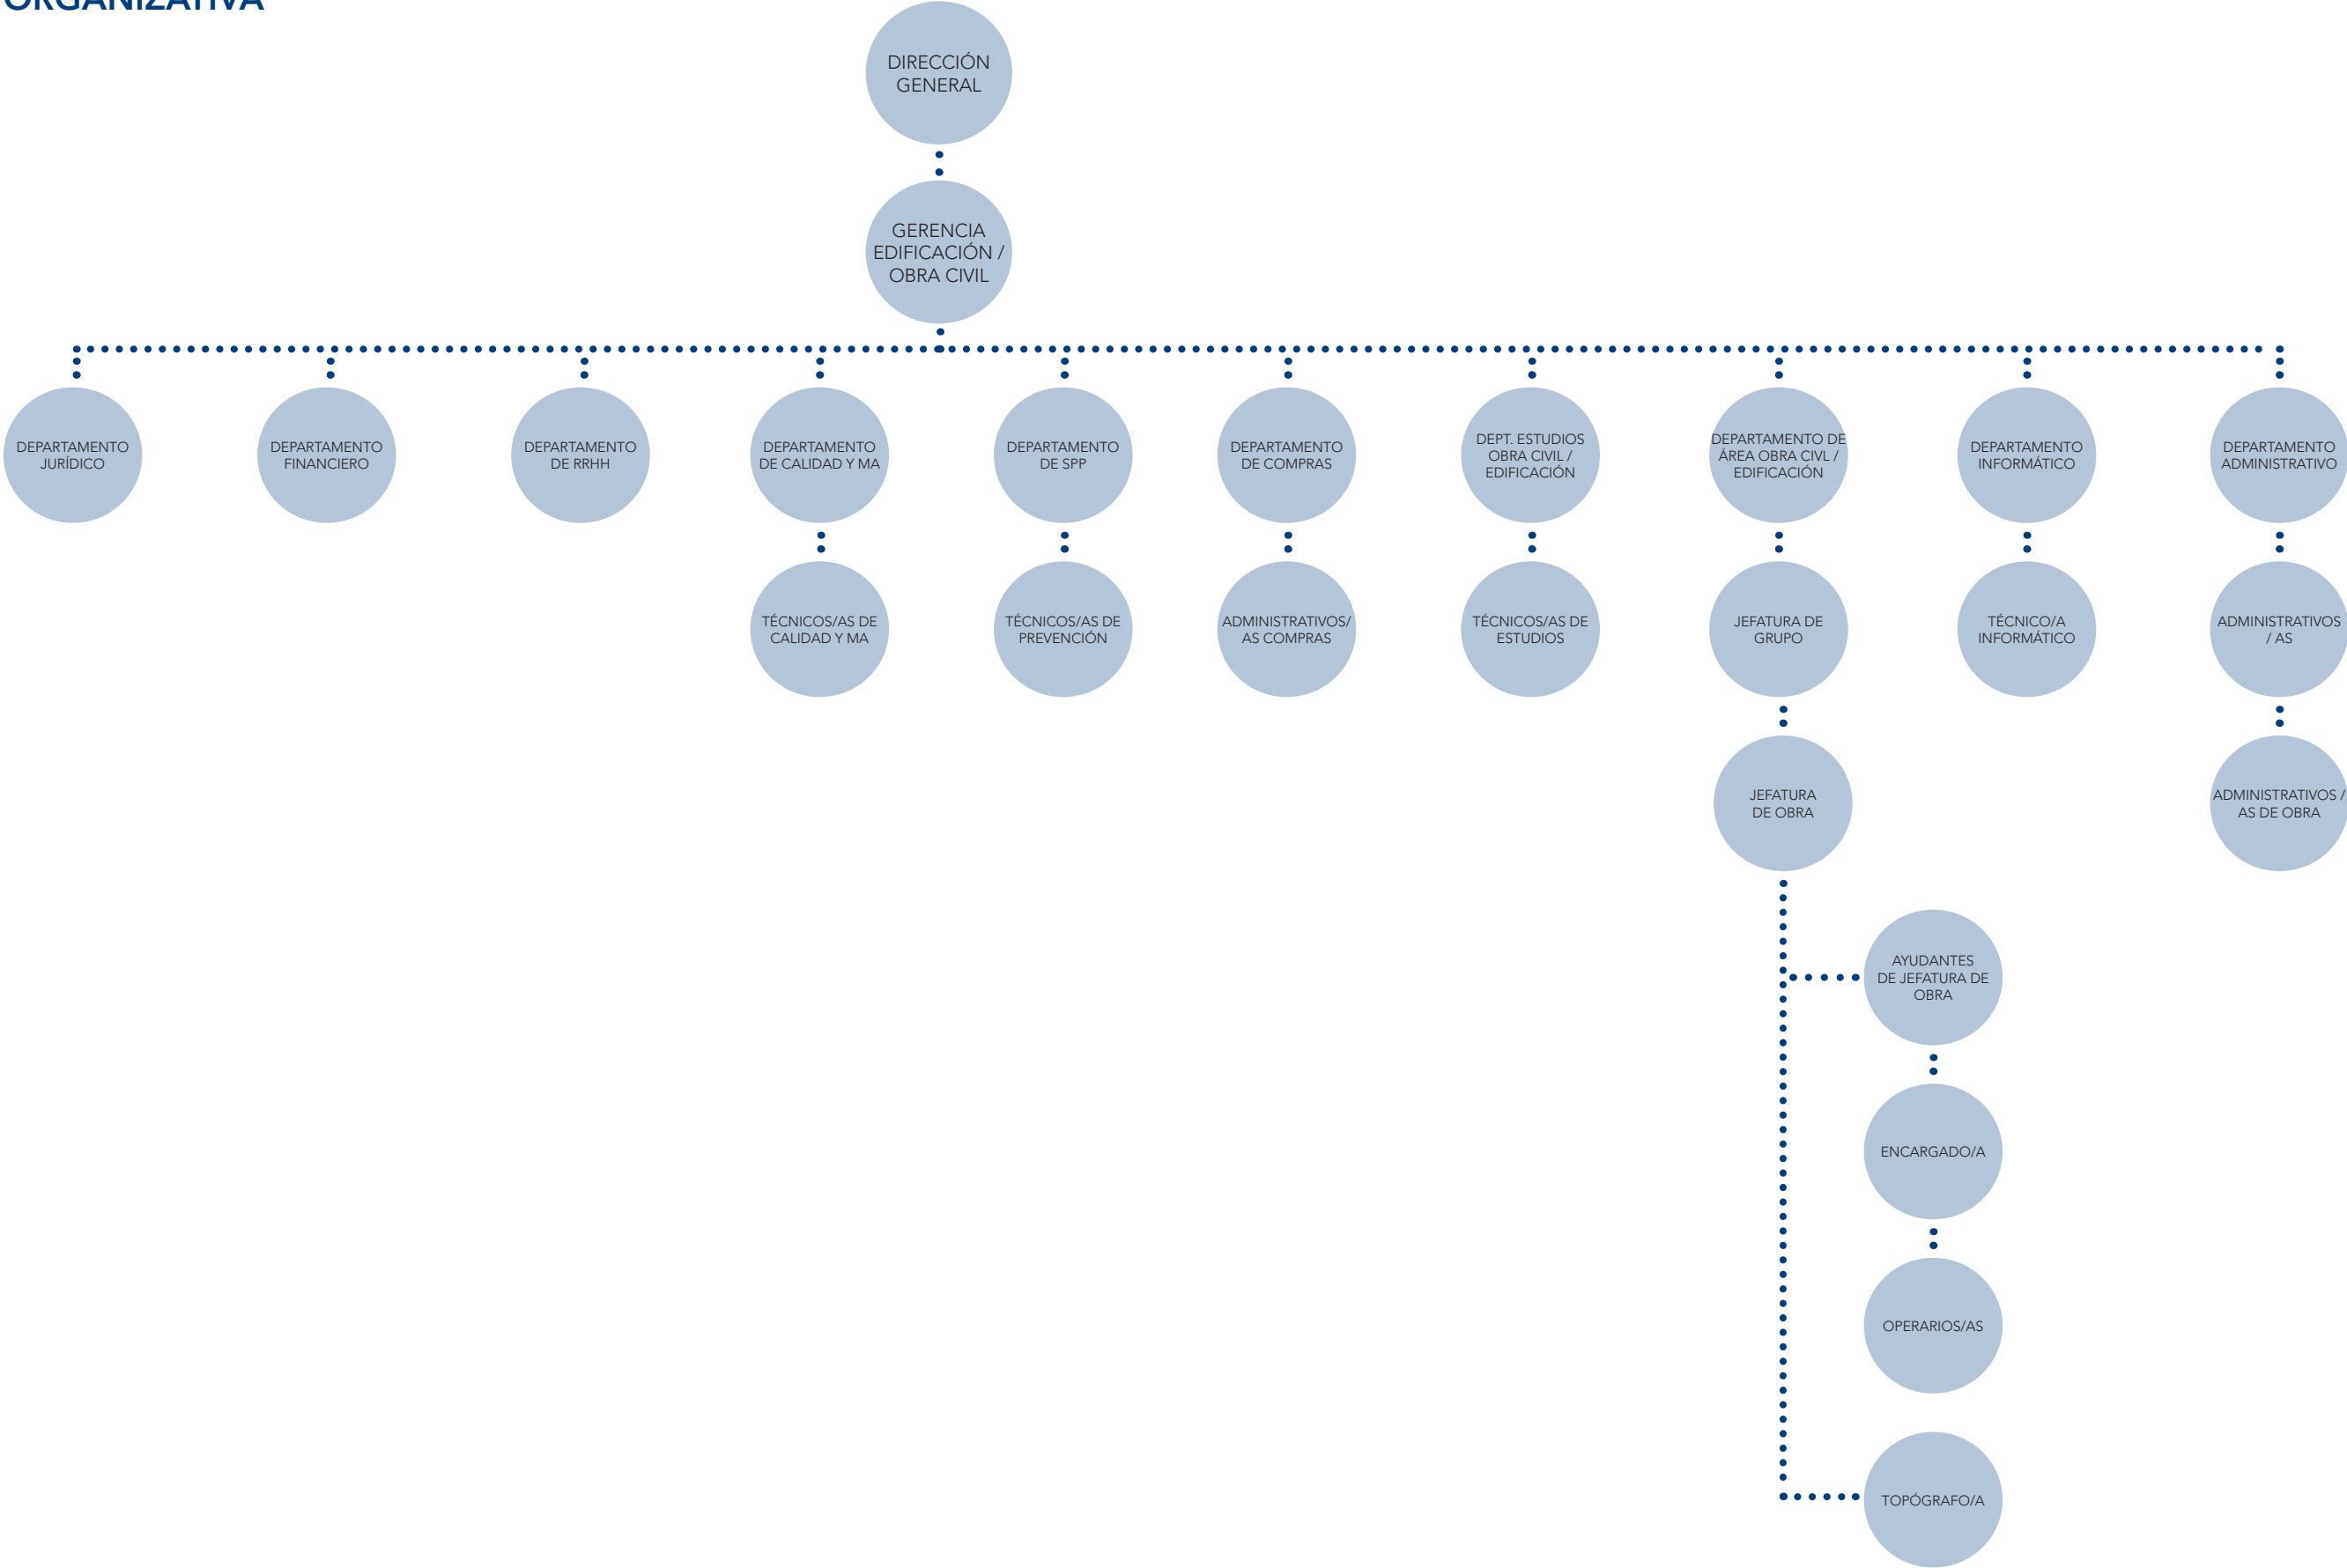 ORGANIZATIVA
DIRECCIÓN
GENERAL
GERENCIA
EDIFICACIÓN /
OBRA CIVIL
DEPARTAMENTO
JURÍDICO
DEPARTAMENTO
FINANCIERO
DEPARTAMENTO
DE RRHH
DEPARTAMENTO
DE CALIDAD Y MA
DEPARTAMENTO
DE SPP
DEPARTAMENTO
DE COMPRAS
DEPT. ESTUDIOS
OBRA CIVIL /
EDIFICACIÓN
DEPARTAMENTO DE
ÁREA OBRA CIVL /
EDIFICACIÓN
DEPARTAMENTO
INFORMÁTICO
DEPARTAMENTO
ADMINISTRATIVO
TÉCNICOS/AS DE
CALIDAD Y MA
TÉCNICOS/AS DE
PREVENCIÓN
ADMINISTRATIVOS/
AS COMPRAS
TÉCNICOS/AS DE
ESTUDIOS
JEFATURA DE
GRUPO
TÉCNICO/A
INFORMÁTICO
ADMINISTRATIVOS
/ AS
JEFATURA
DE OBRA
ADMINISTRATIVOS /
AS DE OBRA
AYUDANTES
DE JEFATURA DE
OBRA
ENCARGADO/A
OPERARIOS/AS
TOPÓGRAFO/A